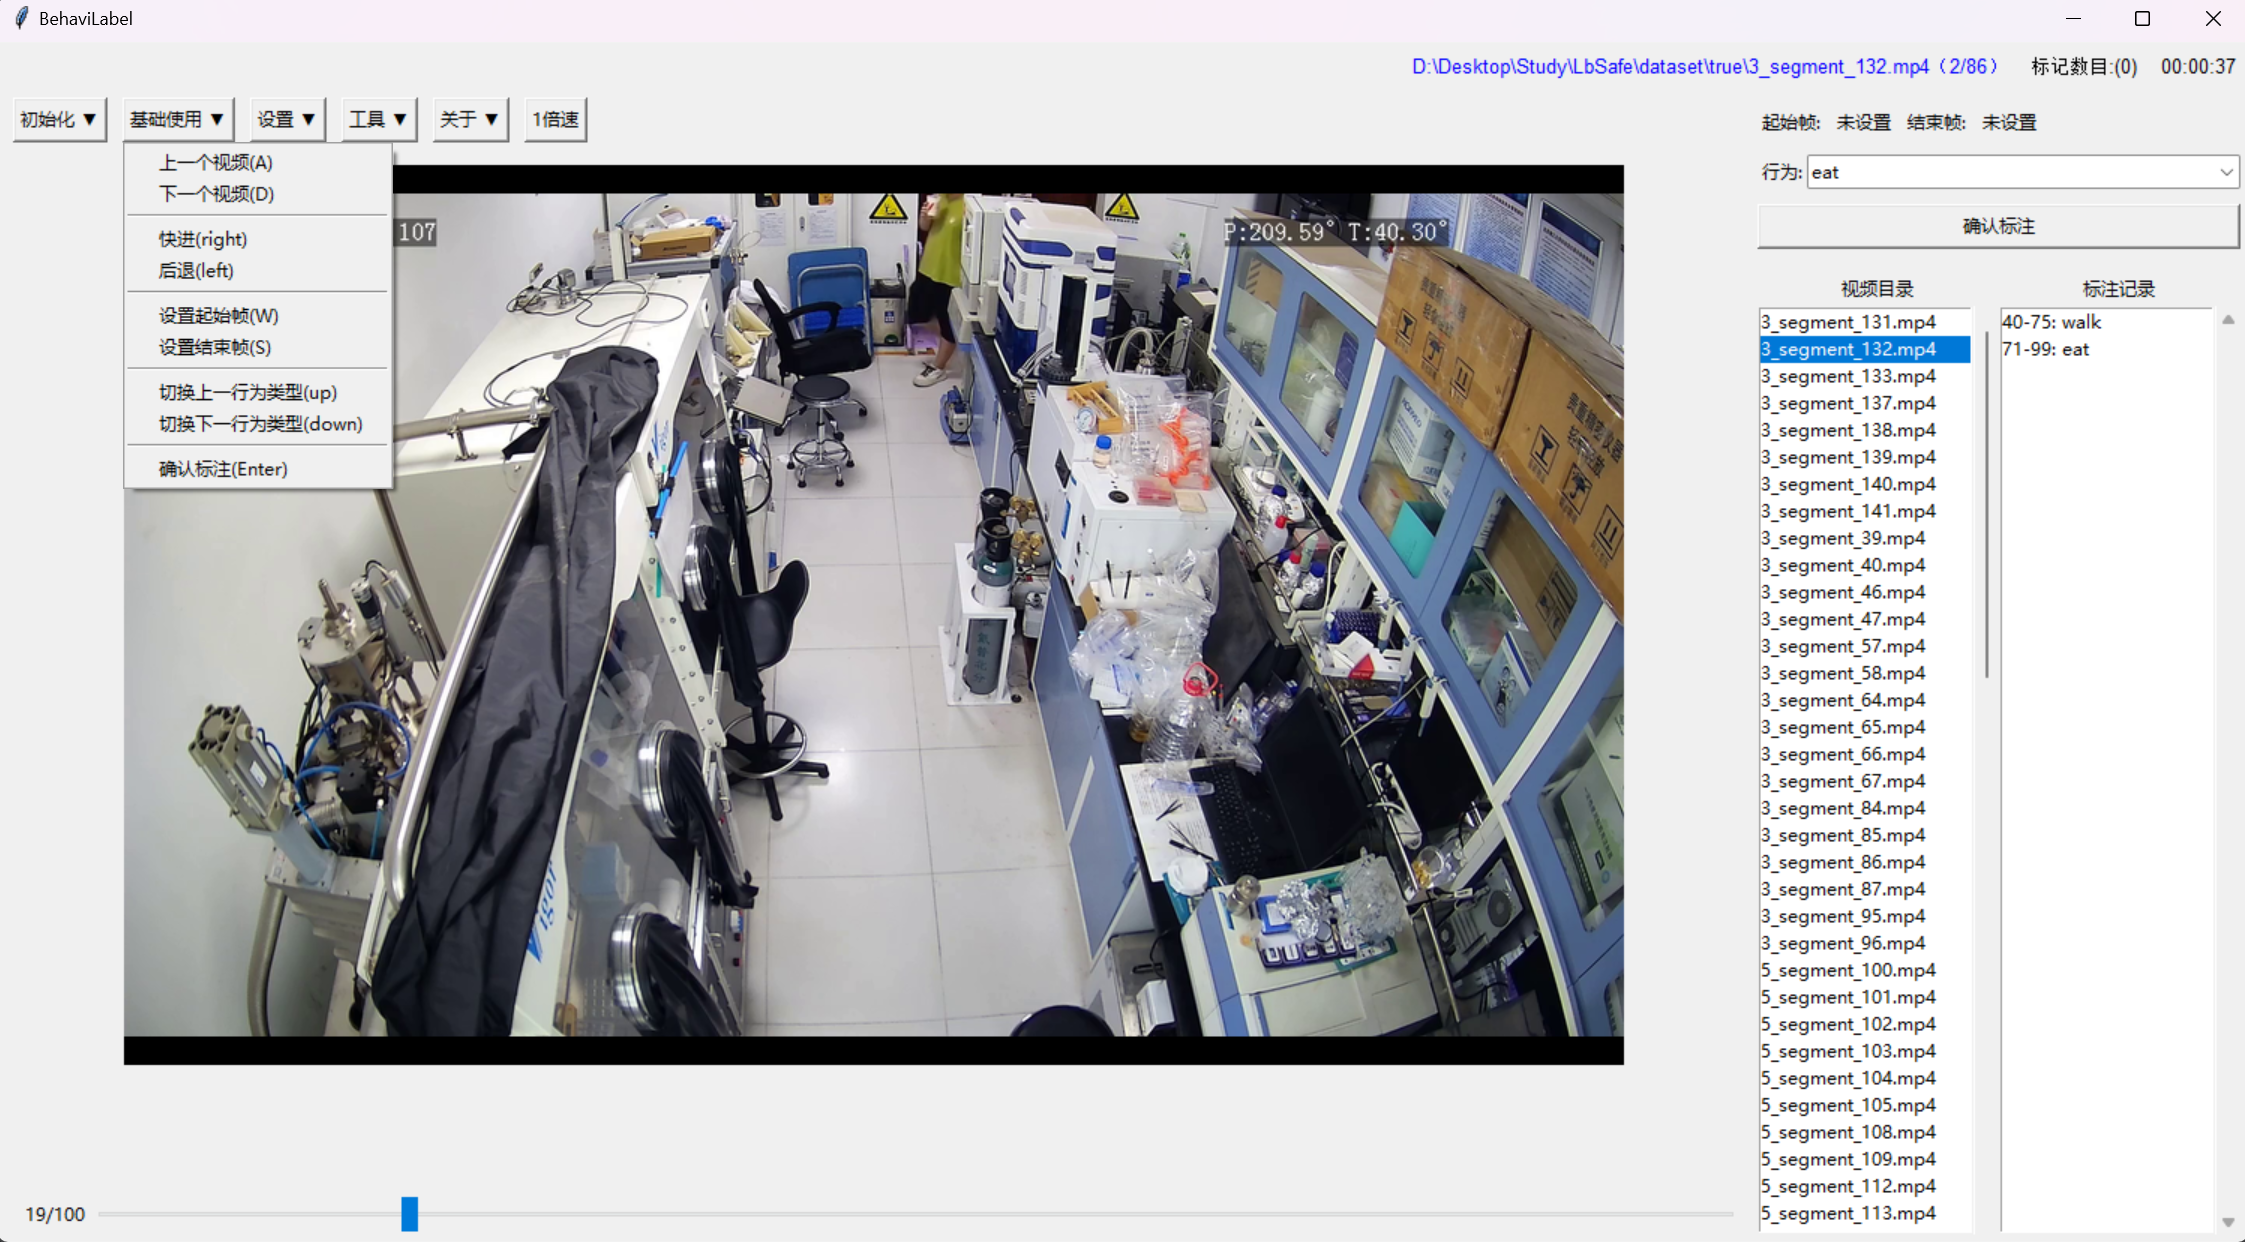 BehaviLabel
D:\Desktop\Study\LbSafe\dataset\true\3_segment_132.mp4（2/86） 标记数目:(0) 00:00:37
初始化 ▼ 基础使用 ▼ 设置 ▼ 工具 ▼ 关于 ▼ 1倍速
上一个视频(A)
下一个视频(D)
快进(right)
后退(left)
设置起始帧(W)
设置结束帧(S)
切换上一行为类型(up)
切换下一行为类型(down)
确认标注(Enter)
107
P:209.59° T:40.30°
起始帧: 未设置 结束帧: 未设置
行为: eat
确认标注
视频目录
3_segment_131.mp4
3_segment_132.mp4
3_segment_133.mp4
3_segment_137.mp4
3_segment_138.mp4
3_segment_139.mp4
3_segment_140.mp4
3_segment_141.mp4
3_segment_39.mp4
3_segment_40.mp4
3_segment_46.mp4
3_segment_47.mp4
3_segment_57.mp4
3_segment_58.mp4
3_segment_64.mp4
3_segment_65.mp4
3_segment_66.mp4
3_segment_67.mp4
3_segment_84.mp4
3_segment_85.mp4
3_segment_86.mp4
3_segment_87.mp4
3_segment_95.mp4
3_segment_96.mp4
5_segment_100.mp4
5_segment_101.mp4
5_segment_102.mp4
5_segment_103.mp4
5_segment_104.mp4
5_segment_105.mp4
5_segment_108.mp4
5_segment_109.mp4
5_segment_112.mp4
5_segment_113.mp4
标注记录
40-75: walk
71-99: eat
19/100